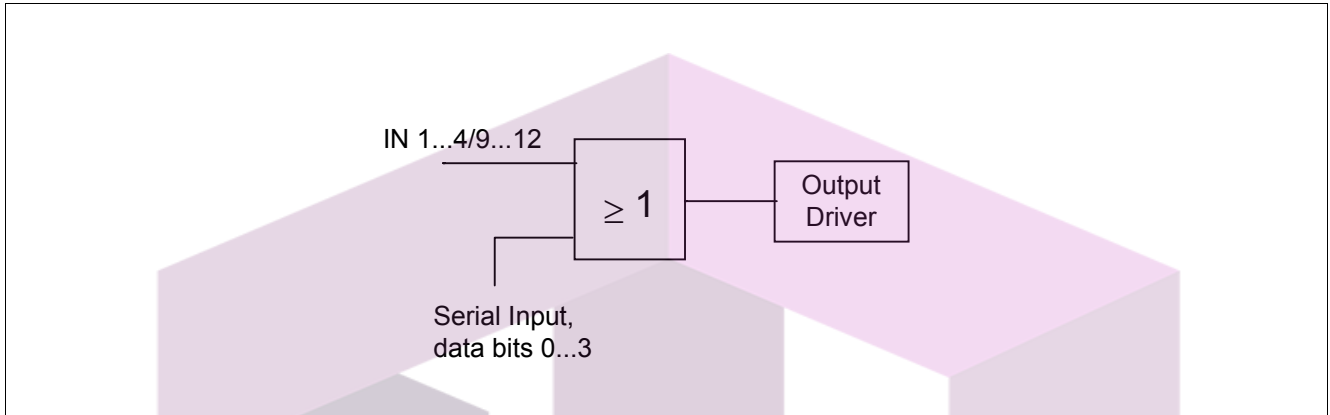 IN 1...4/9...12
≥ 1
Output
Driver
Serial Input,
data bits 0...3